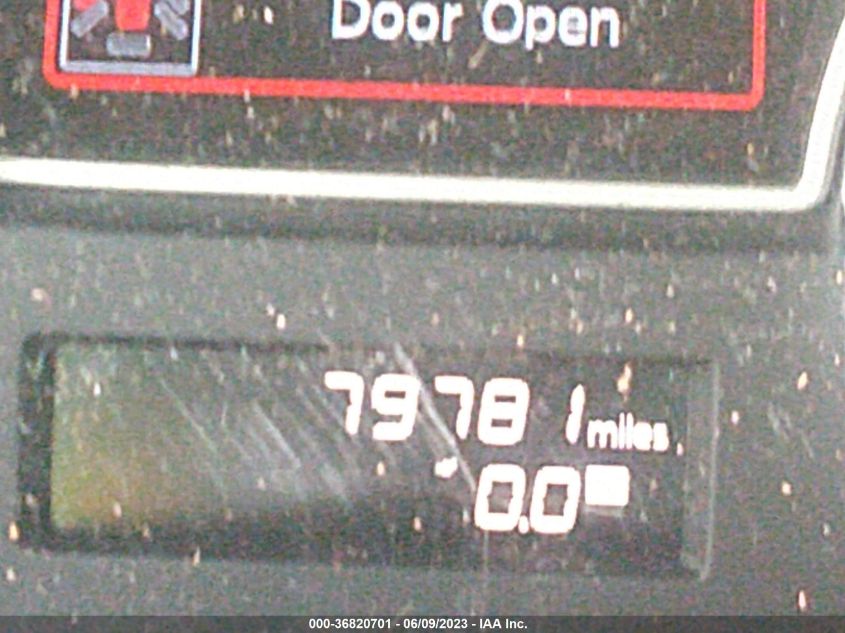 Door Open
79781 miles
0.0
000-36820701 - 06/09/2023 - IAA Inc.